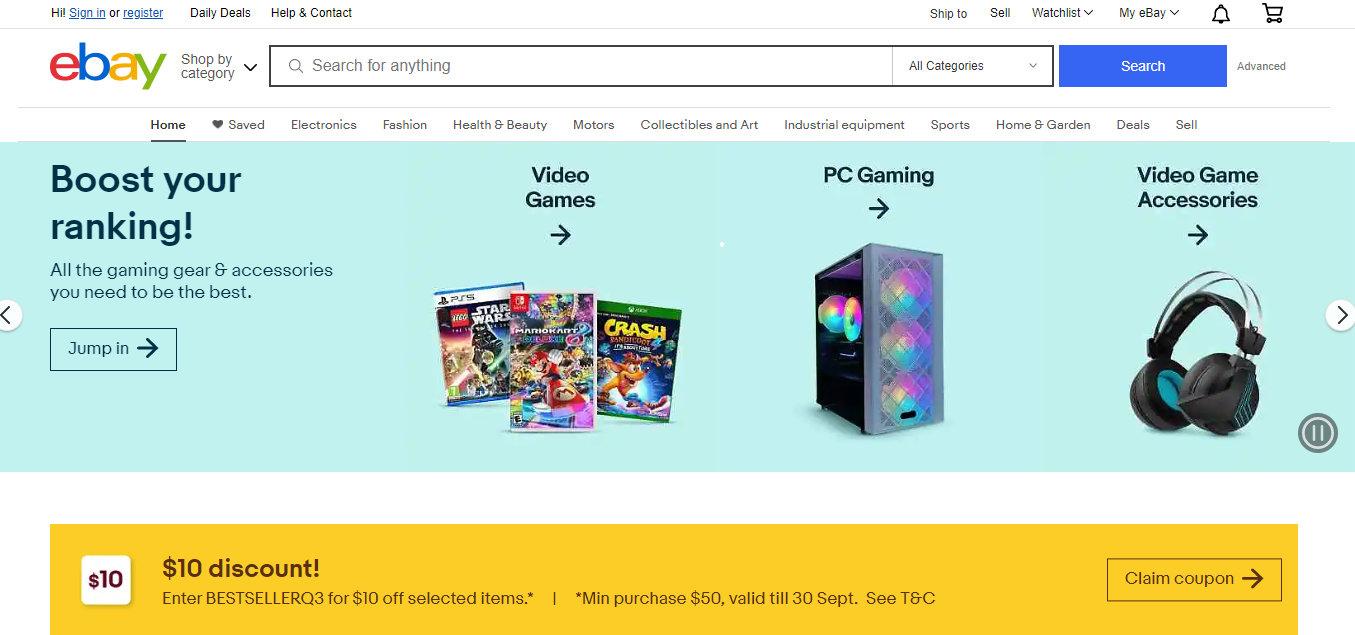 Hi! Sign in or register
Daily Deals
Help & Contact
Ship to
Sell
Watchlist
My eBay
ebay
Shop by
category
Search for anything
All Categories
Search
Advanced
Home
Saved
Electronics
Fashion
Health & Beauty
Motors
Collectibles and Art
Industrial equipment
Sports
Home & Garden
Deals
Sell
Boost your
ranking!
All the gaming gear & accessories
you need to be the best.
Jump in
Video
Games
PS5
LEGO
STAR
WARS
MARIOKART 8
DELUXE
XBOX
CRASH
BANDICOOT
4
IT'S ABOUT TIME
PC Gaming
Video Game
Accessories
$10
$10 discount!
Enter BESTSELLERQ3 for $10 off selected items.* | *Min purchase $50, valid till 30 Sept. See T&C
Claim coupon